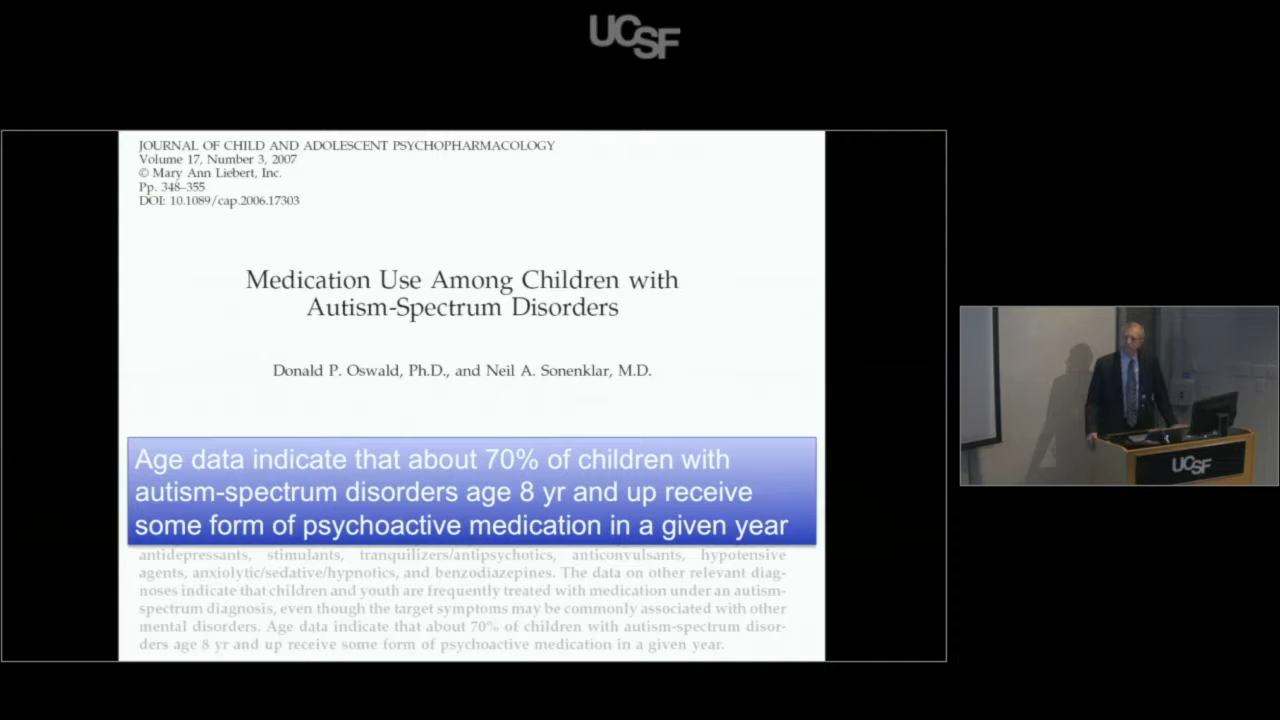 UCSF
JOURNAL OF CHILD AND ADOLESCENT PSYCHOPHARMACOLOGY
Volume 17, Number 3, 2007
© Mary Ann Liebert, Inc.
Pp. 348–355
DOI: 10.1089/cap.2006.17303
Medication Use Among Children with
Autism-Spectrum Disorders
Donald P. Oswald, Ph.D., and Neil A. Sonenklar, M.D.
Age data indicate that about 70% of children with
autism-spectrum disorders age 8 yr and up receive
some form of psychoactive medication in a given year
antidepressants, stimulants, tranquilizers/antipsychotics, anticonvulsants, hypotensive
agents, anxiolytic/sedative/hypnotics, and benzodiazepines. The data on other relevant diag-
noses indicate that children and youth are frequently treated with medication under an autism-
spectrum diagnosis, even though the target symptoms may be commonly associated with other
mental disorders. Age data indicate that about 70% of children with autism-spectrum disor-
ders age 8 yr and up receive some form of psychoactive medication in a given year.
UCSF